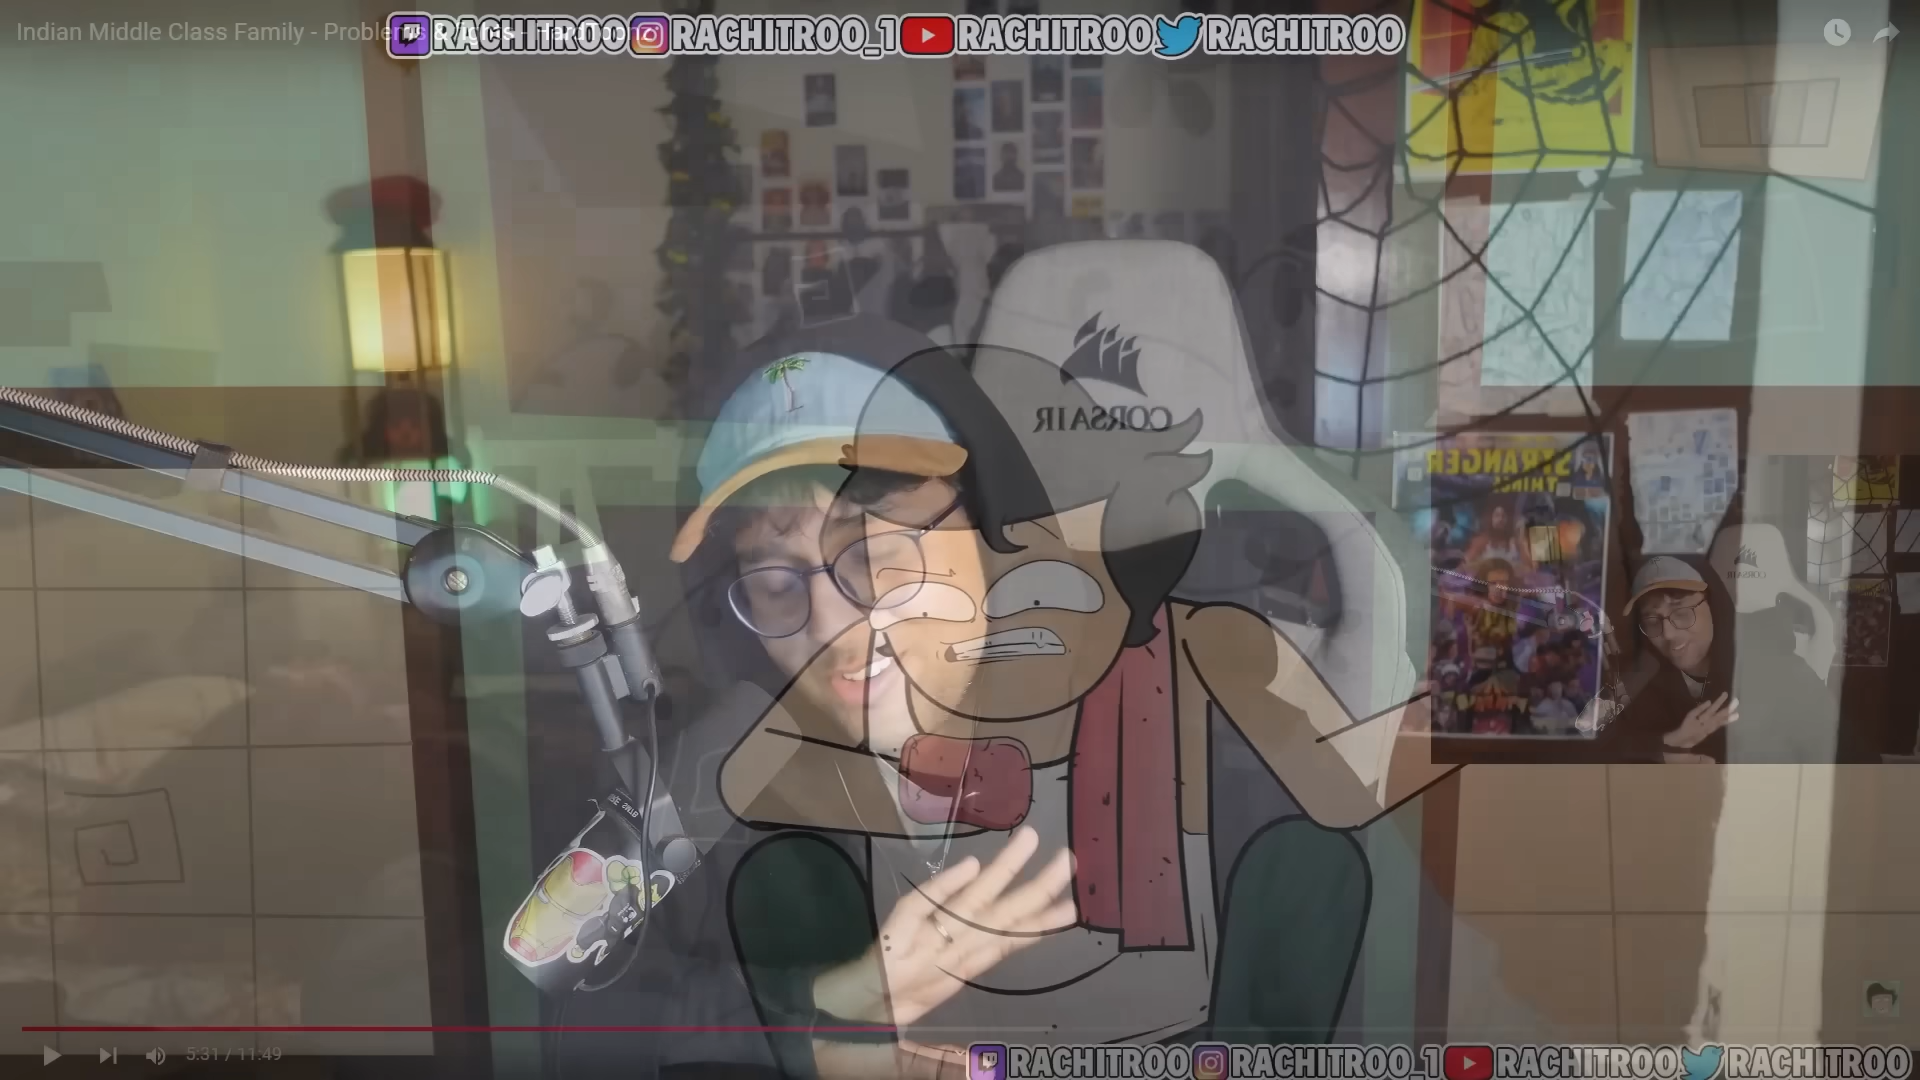 Indian Middle Class Family - Problems &
RACHITROO RACHITROO_1 RACHITROO RACHITROO
CORSAIR
STRANGER
THINGS
5:31 / 11:49
RACHITROO RACHITROO_1 RACHITROO RACHITROO